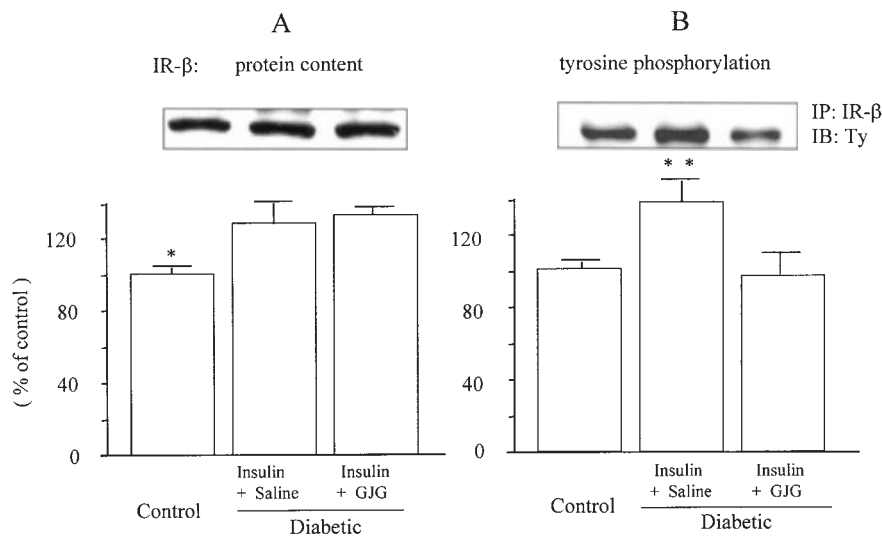 A
IR-β: protein content
*
( % of control )
120
80
40
0
Control
Insulin + Saline
Insulin + GJG
Diabetic
B
tyrosine phosphorylation
IP: IR-β
IB: Ty
* *
120
80
40
0
Control
Insulin + Saline
Insulin + GJG
Diabetic